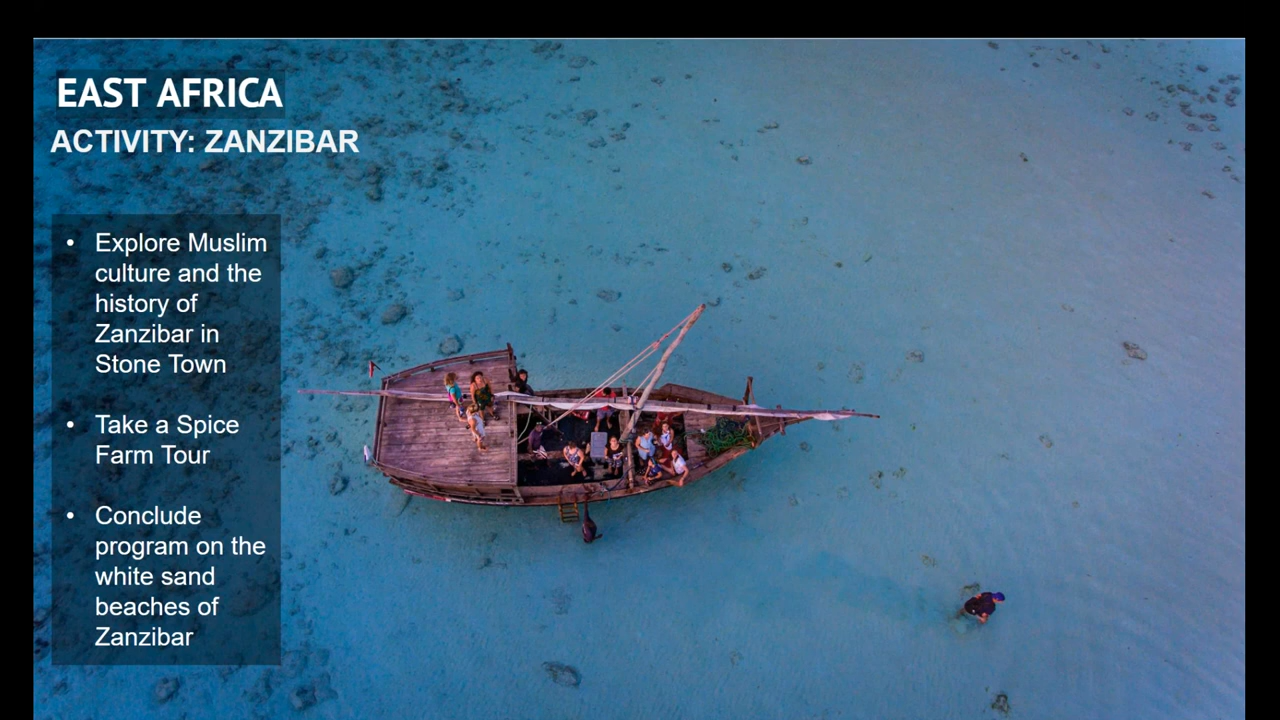 EAST AFRICA
ACTIVITY: ZANZIBAR
• Explore Muslim
culture and the
history of
Zanzibar in
Stone Town
• Take a Spice
Farm Tour
• Conclude
program on the
white sand
beaches of
Zanzibar